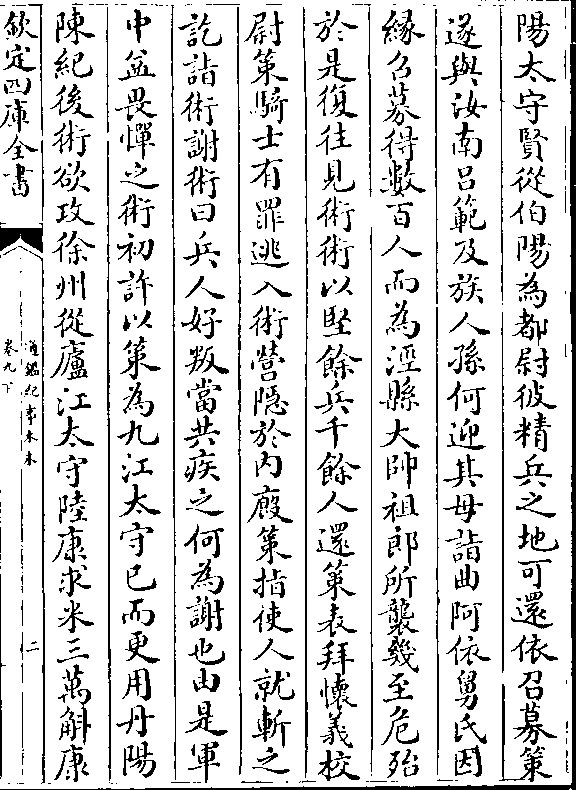 陽太守賢從伯陽為都尉彼精兵之地可還依召募策
遂與汝南吕範及族人孫何迎其母詣曲阿依舅氏因
縁召募得數百人而為涇縣大帥祖郎所襲幾至危殆
於是復往見術術以堅餘兵千餘人還策表拜懷義校
尉策騎士有罪逃入術營隠於内廐策指使人就斬之
訖詣術謝術曰兵人好叛當共疾之何為謝也由是軍
中益畏憚之術初許以策為九江太守已而更用丹陽
陳紀後術欲攻徐州從廬江太守陸康求米三萬斛康
欽定四庫全書
通鑑紀事本末
卷九下
二